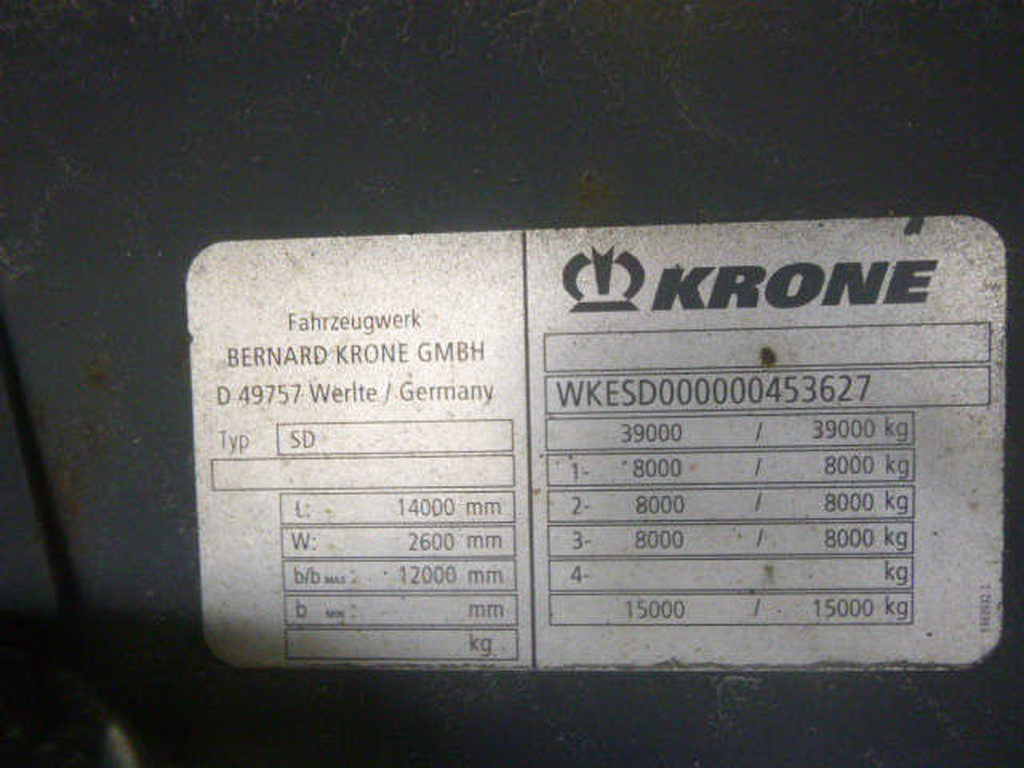 Fahrzeugwerk
BERNARD KRONE GMBH
D 49757 Werlte / Germany
Typ SD
L: 14000 mm
W: 2600 mm
b/b MAX : 12000 mm
b MIN : mm
kg
KRONE
WKESD000000453627
39000 / 39000 kg
1- 8000 / 8000 kg
2- 8000 / 8000 kg
3- 8000 / 8000 kg
4- kg
15000 / 15000 kg